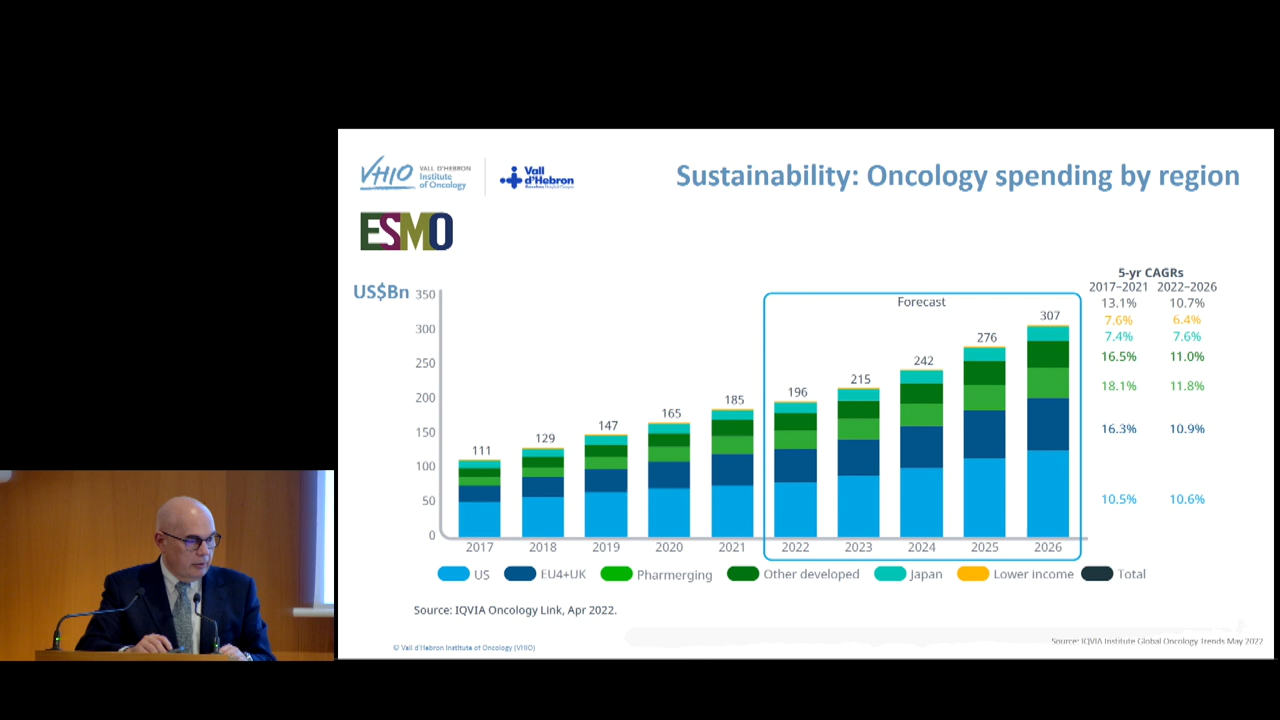 VHIO VALL D'HEBRON
Institute
of Oncology
Vall
d'Hebron
Barcelona Hospital Campus
Sustainability: Oncology spending by region
ESMO
US$Bn
350
300
250
200
150
100
50
0
Forecast
111
129
147
165
185
196
215
242
276
307
2017
2018
2019
2020
2021
2022
2023
2024
2025
2026
5-yr CAGRs
2017–2021 2022–2026
13.1% 10.7%
7.6% 6.4%
7.4% 7.6%
16.5% 11.0%
18.1% 11.8%
16.3% 10.9%
10.5% 10.6%
US EU4+UK Pharmerging Other developed Japan Lower income Total
Source: IQVIA Oncology Link, Apr 2022.
Source: IQVIA Institute Global Oncology Trends May 2022
© Vall d'Hebron Institute of Oncology (VHIO)